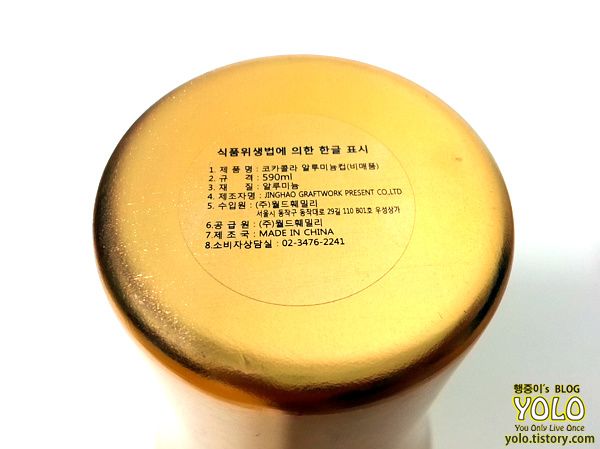 식품위생법에 의한 한글 표시
1. 제 품 명 : 코카콜라 알루미늄컵(비매품)
2. 규 격 : 590ml
3. 재 질 : 알루미늄
4. 제조자명 : JINGHAO GRAFTWORK PRESENT CO,LTD
5. 수입원 : (주)월드훼밀리
서울시 동작구 동작대로 29길 110 B01호 우성상가
6. 공 급 원 : (주)월드훼밀리
7. 제 조 국 : MADE IN CHINA
8. 소비자상담실 : 02-3476-2241
행중이's BLOG
YOLO
You Only Live Once
yolo.tistory.com